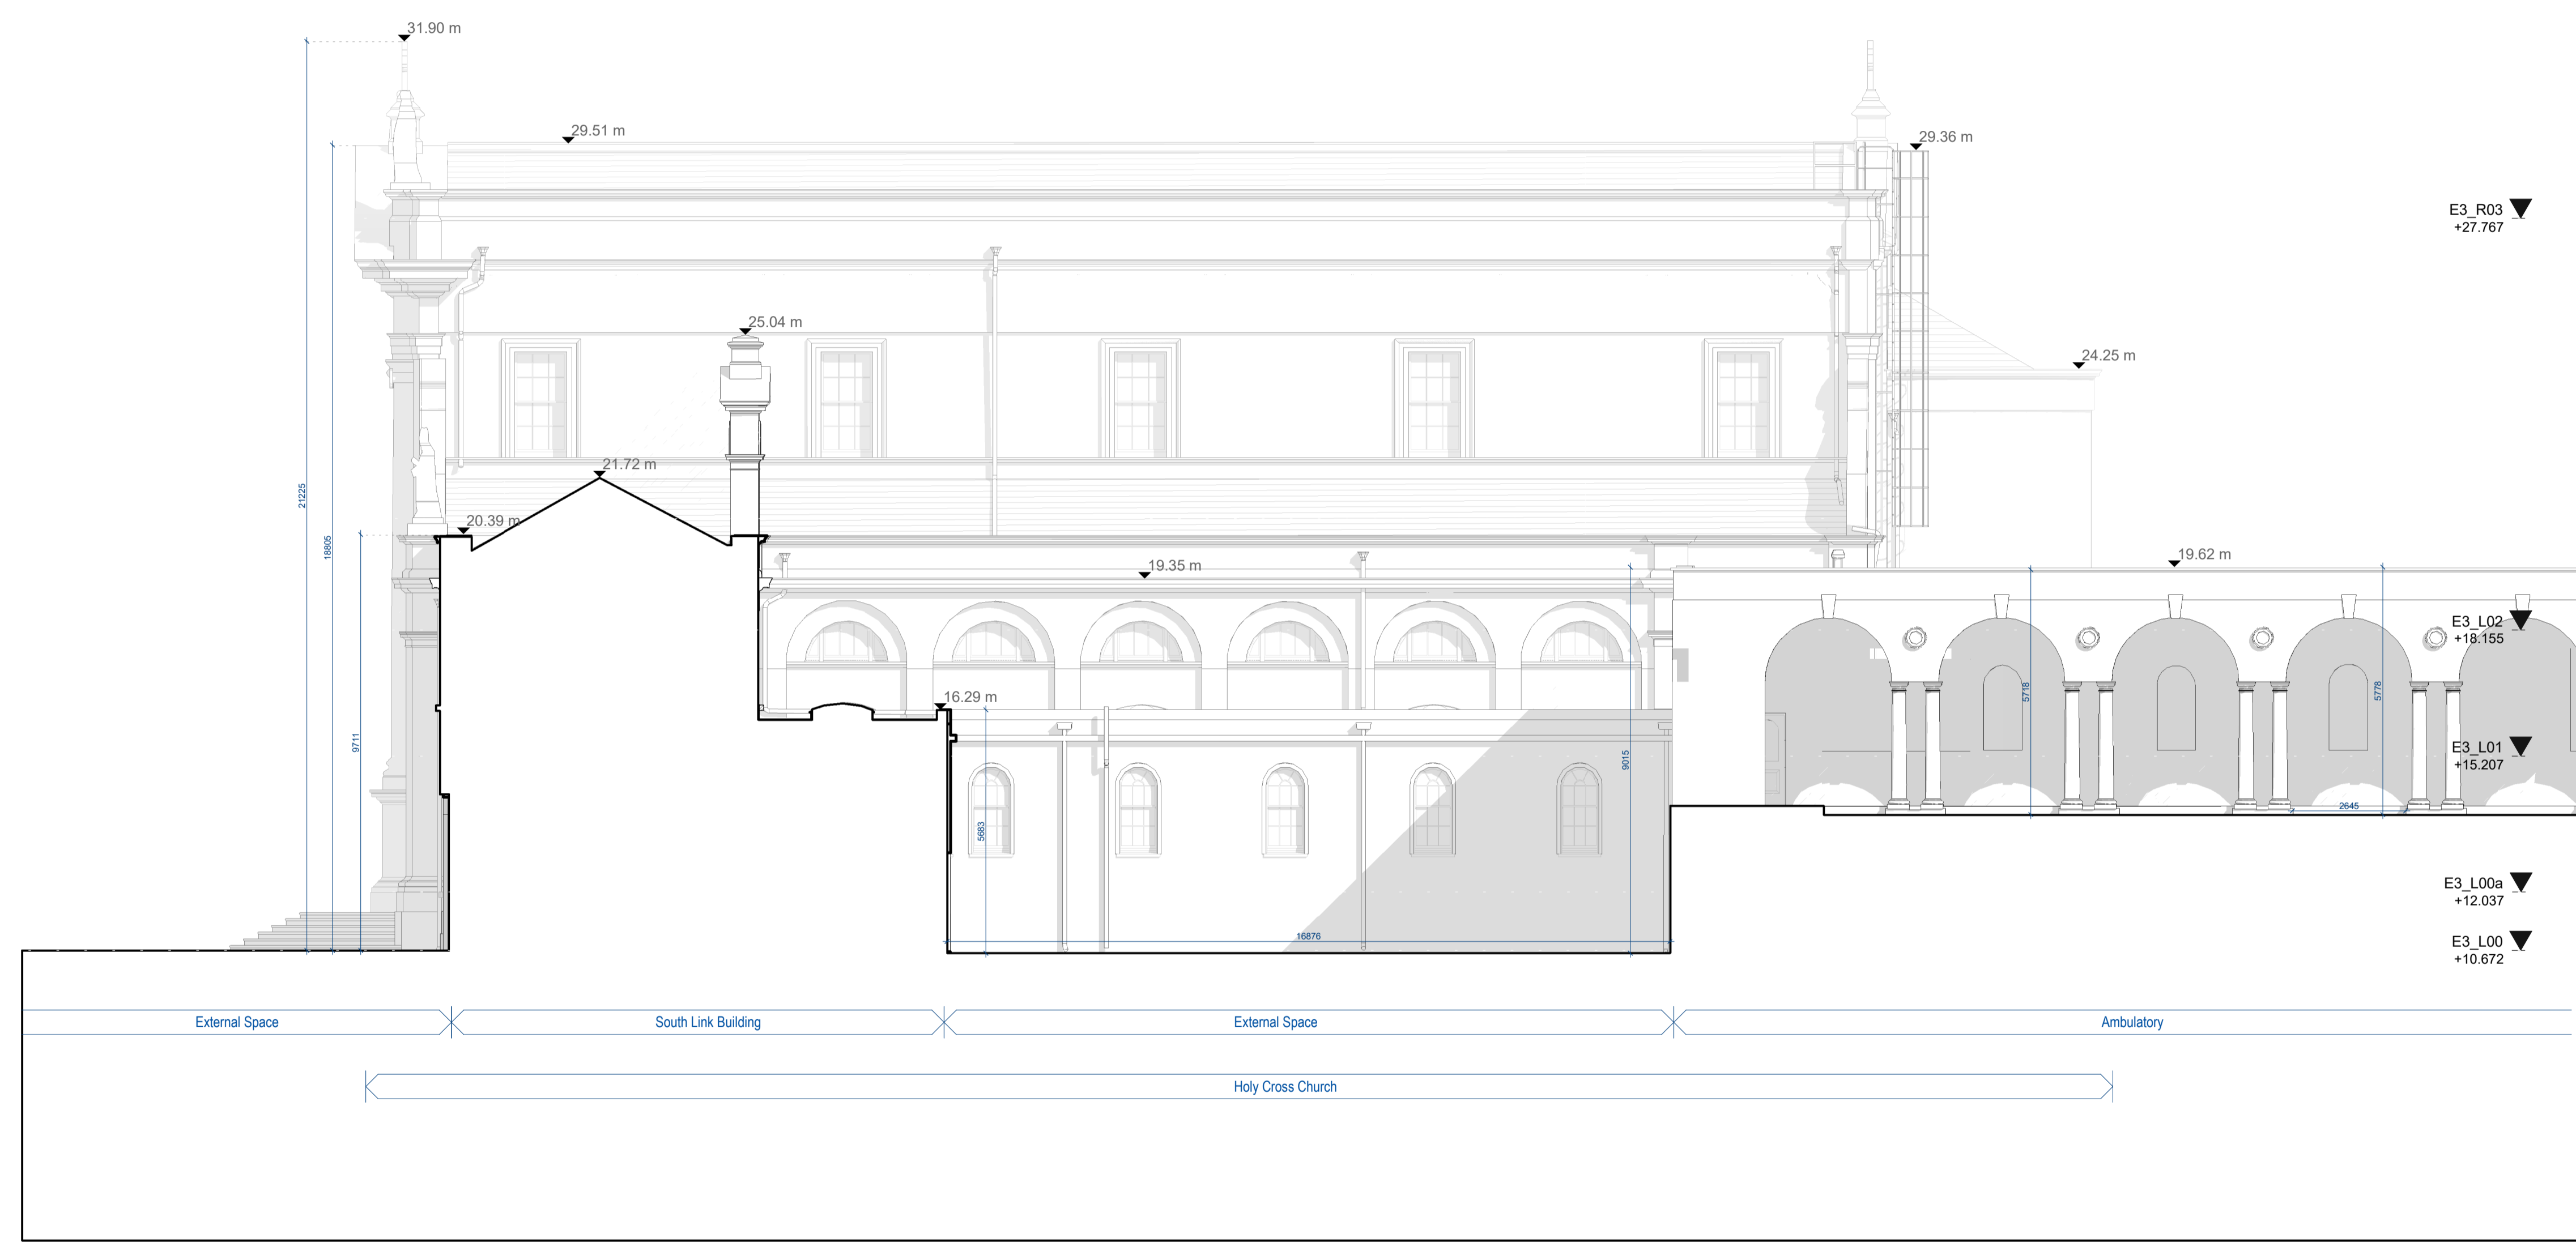 31.90 m
29.51 m
29.36 m
E3_R03
+27.767
25.04 m
24.25 m
21.72 m
21225
20.39 m
18805
19.35 m
19.62 m
E3_L02
+18.155
5718
5778
16.29 m
9711
9015
E3_L01
+15.207
2645
5683
E3_L00a
+12.037
16876
E3_L00
+10.672
External Space
South Link Building
External Space
Ambulatory
Holy Cross Church